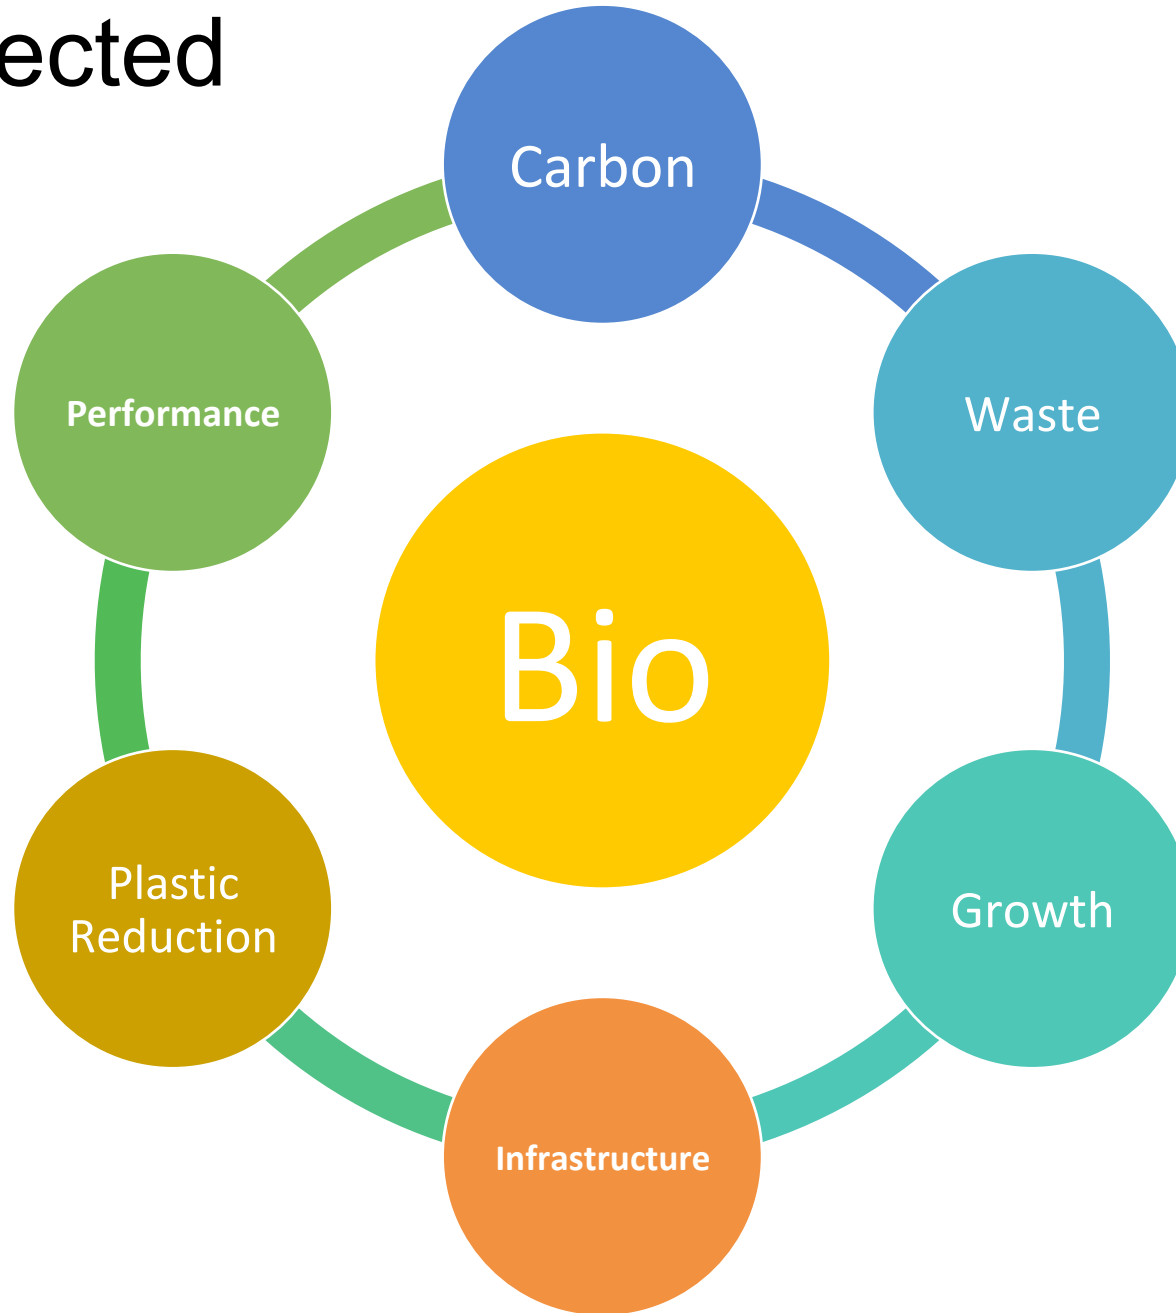 ected
Carbon
Performance
Waste
Bio
Plastic
Reduction
Growth
Infrastructure